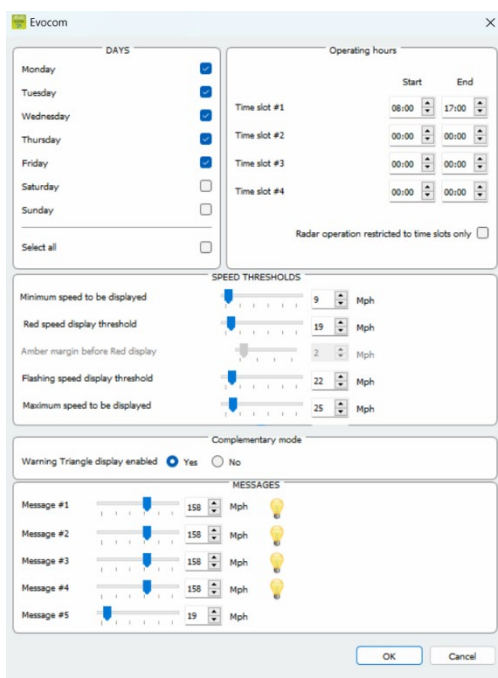 Evocom
DAYS
Monday
Tuesday
Wednesday
Thursday
Friday
Saturday
Sunday
Select all
Operating hours
Start End
Time slot #1 08:00 17:00
Time slot #2 00:00 00:00
Time slot #3 00:00 00:00
Time slot #4 00:00 00:00
Radar operation restricted to time slots only
SPEED THRESHOLDS
Minimum speed to be displayed 9 Mph
Red speed display threshold 19 Mph
Amber margin before Red display 2 Mph
Flashing speed display threshold 22 Mph
Maximum speed to be displayed 25 Mph
Complementary mode
Warning Triangle display enabled Yes No
MESSAGES
Message #1 158 Mph
Message #2 158 Mph
Message #3 158 Mph
Message #4 158 Mph
Message #5 19 Mph
OK Cancel